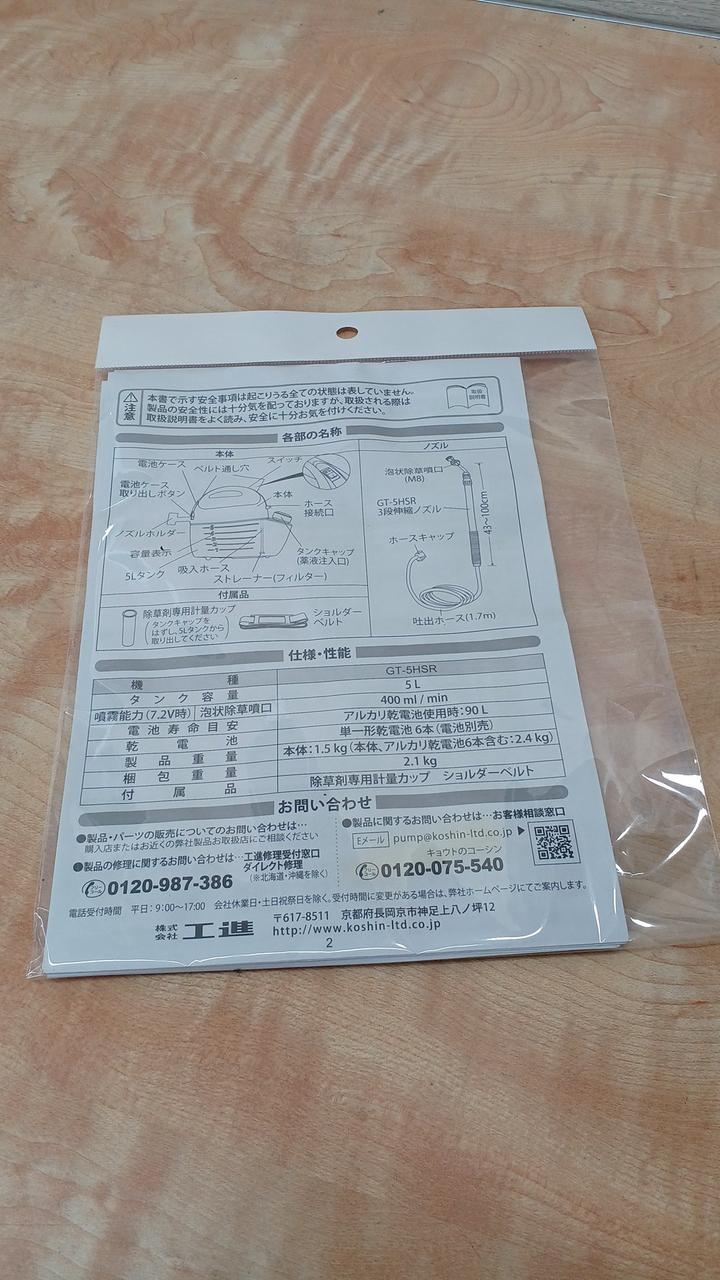 注意
本書で示す安全事項は起こりうる全ての状態は表していません。
製品の安全性には十分気を配っておりますが、取扱される際は
取扱説明書をよく読み、安全に十分お気を付けください。
取扱説明書
各部の名称
本体
電池ケース
ベルト通し穴
スイッチ
電池ケース
取り出しボタン
本体
ホース
接続口
ノズルホルダー
容量表示
5Lタンク
吸入ホース
ストレーナー(フィルター)
タンクキャップ
(薬液注入口)
ノズル
泡状除草噴口
(M8)
GT-5HSR
3段伸縮ノズル
43~100cm
ホースキャップ
吐出ホース(1.7m)
付属品
除草剤専用計量カップ
(タンクキャップを
はずし、5Lタンクから
取り出してください)
ショルダー
ベルト
仕様・性能
機種 GT-5HSR
タンク容量 5 L
噴霧能力(7.2V時) 泡状除草噴口 400 ml / min
電池寿命目安 アルカリ乾電池使用時:90 L
乾電池 単一形乾電池 6本(電池別売)
製品重量 本体:1.5 kg(本体、アルカリ乾電池6本含む:2.4 kg)
梱包重量 2.1 kg
付属品 除草剤専用計量カップ ショルダーベルト
お問い合わせ
●製品・パーツの販売についてのお問い合わせは…
購入店またはお近くの弊社製品お取扱店にご相談ください
●製品の修理に関するお問い合わせは…工進修理受付窓口
ダイレクト修理
(※北海道・沖縄を除く)
0120-987-386
●製品に関するお問い合わせは…お客様相談窓口
Eメール pump@koshin-ltd.co.jp
キョウトのコーシン
0120-075-540
電話受付時間 平日:9:00〜17:00 会社休業日・土日祝祭日を除く。受付時間に変更がある場合は、弊社ホームページにてご案内します。
株式会社 工進
〒617-8511 京都府長岡京市神足上八ノ坪12
http://www.koshin-ltd.co.jp
2